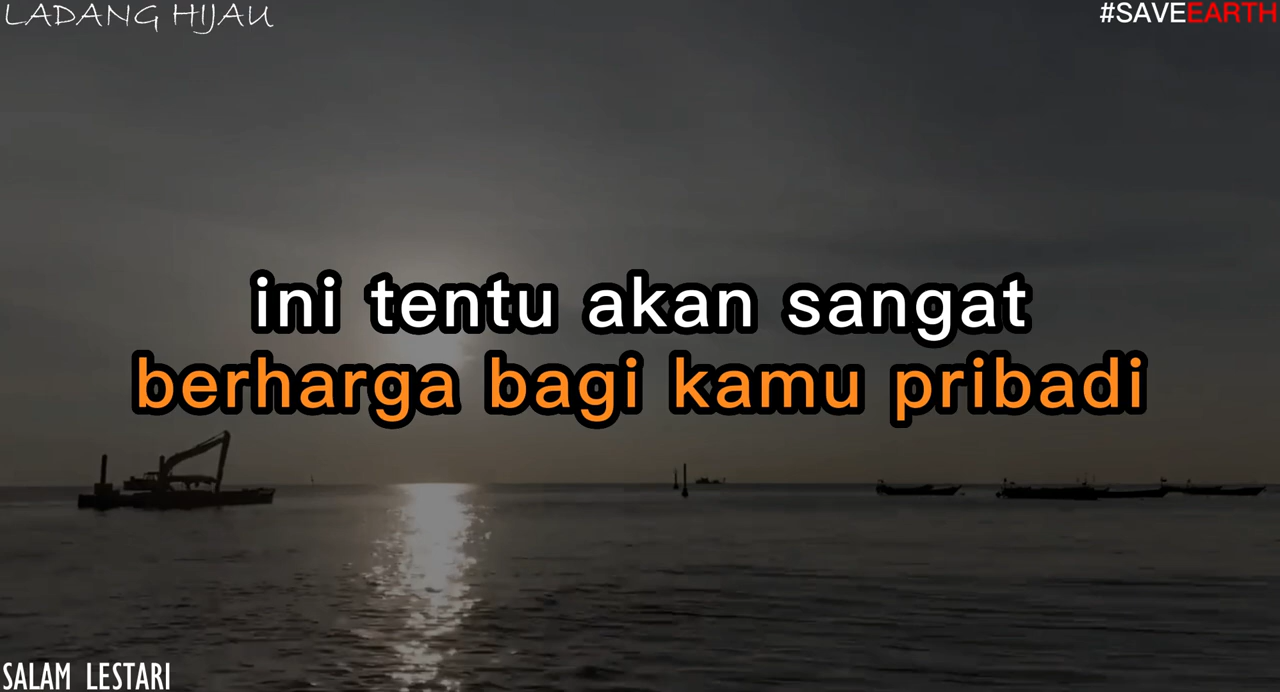 LADANG HIJAU
#SAVEEARTH
ini tentu akan sangat
berharga bagi kamu pribadi
SALAM LESTARI